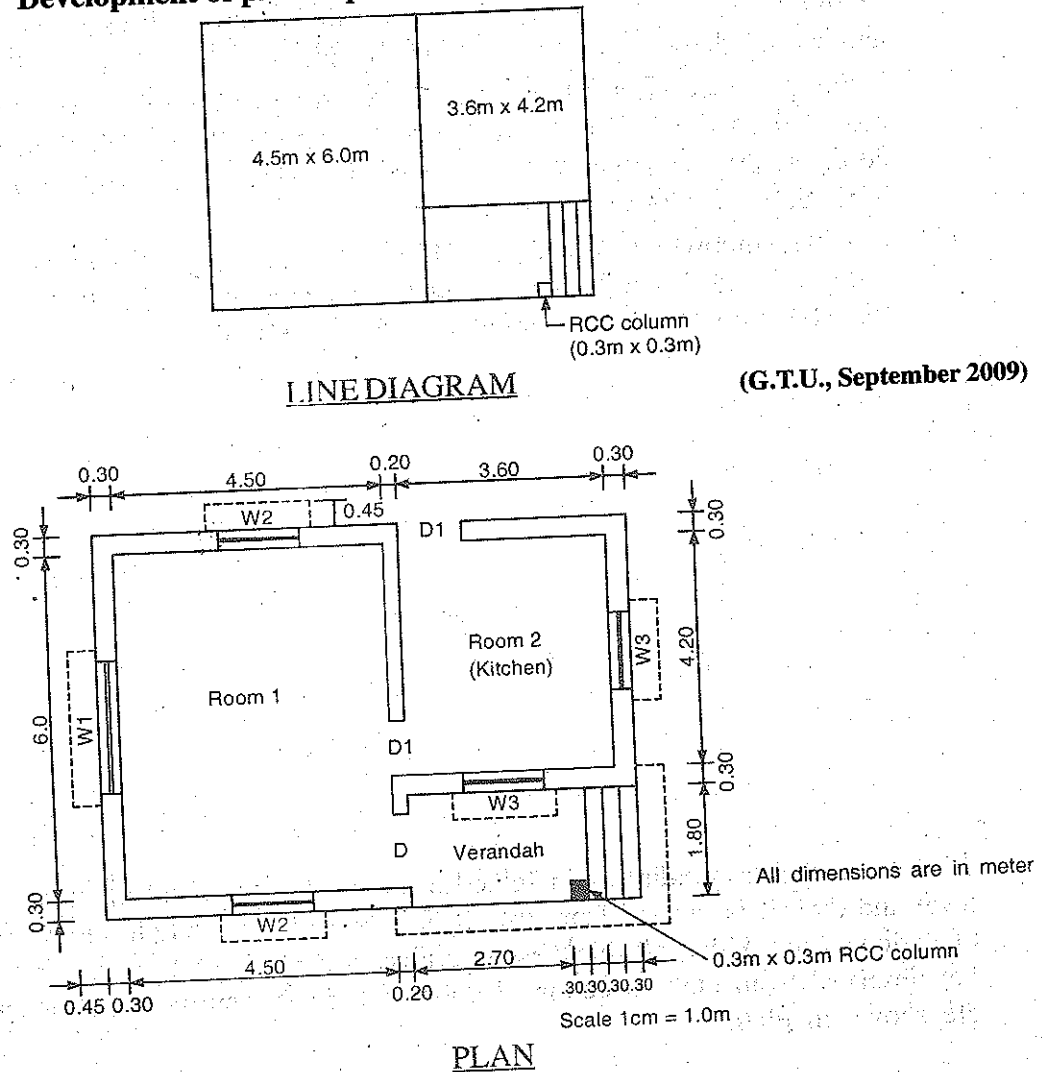 Development of p
3.6m x 4.2m
4.5m x 6.0m
RCC column
(0.3m x 0.3m)
LINE DIAGRAM
(G.T.U., September 2009)
0.30
4.50
0.20
3.60
0.30
W2
0.45
D1
0.30
0.30
Room 2
(Kitchen)
W3
4.20
Room 1
W1
6.0
D1
0.30
W3
D
Verandah
1.80
All dimensions are in meter
0.30
W2
0.3m x 0.3m RCC column
0.45
0.30
4.50
0.20
2.70
.30
.30
.30
.30
Scale 1cm = 1.0m
PLAN